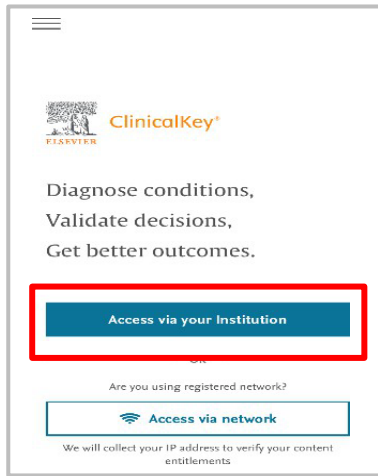 ELSEVIER
ClinicalKey®
Diagnose conditions,
Validate decisions,
Get better outcomes.
Access via your Institution
OR
Are you using registered network?
Access via network
We will collect your IP address to verify your content
entitlements